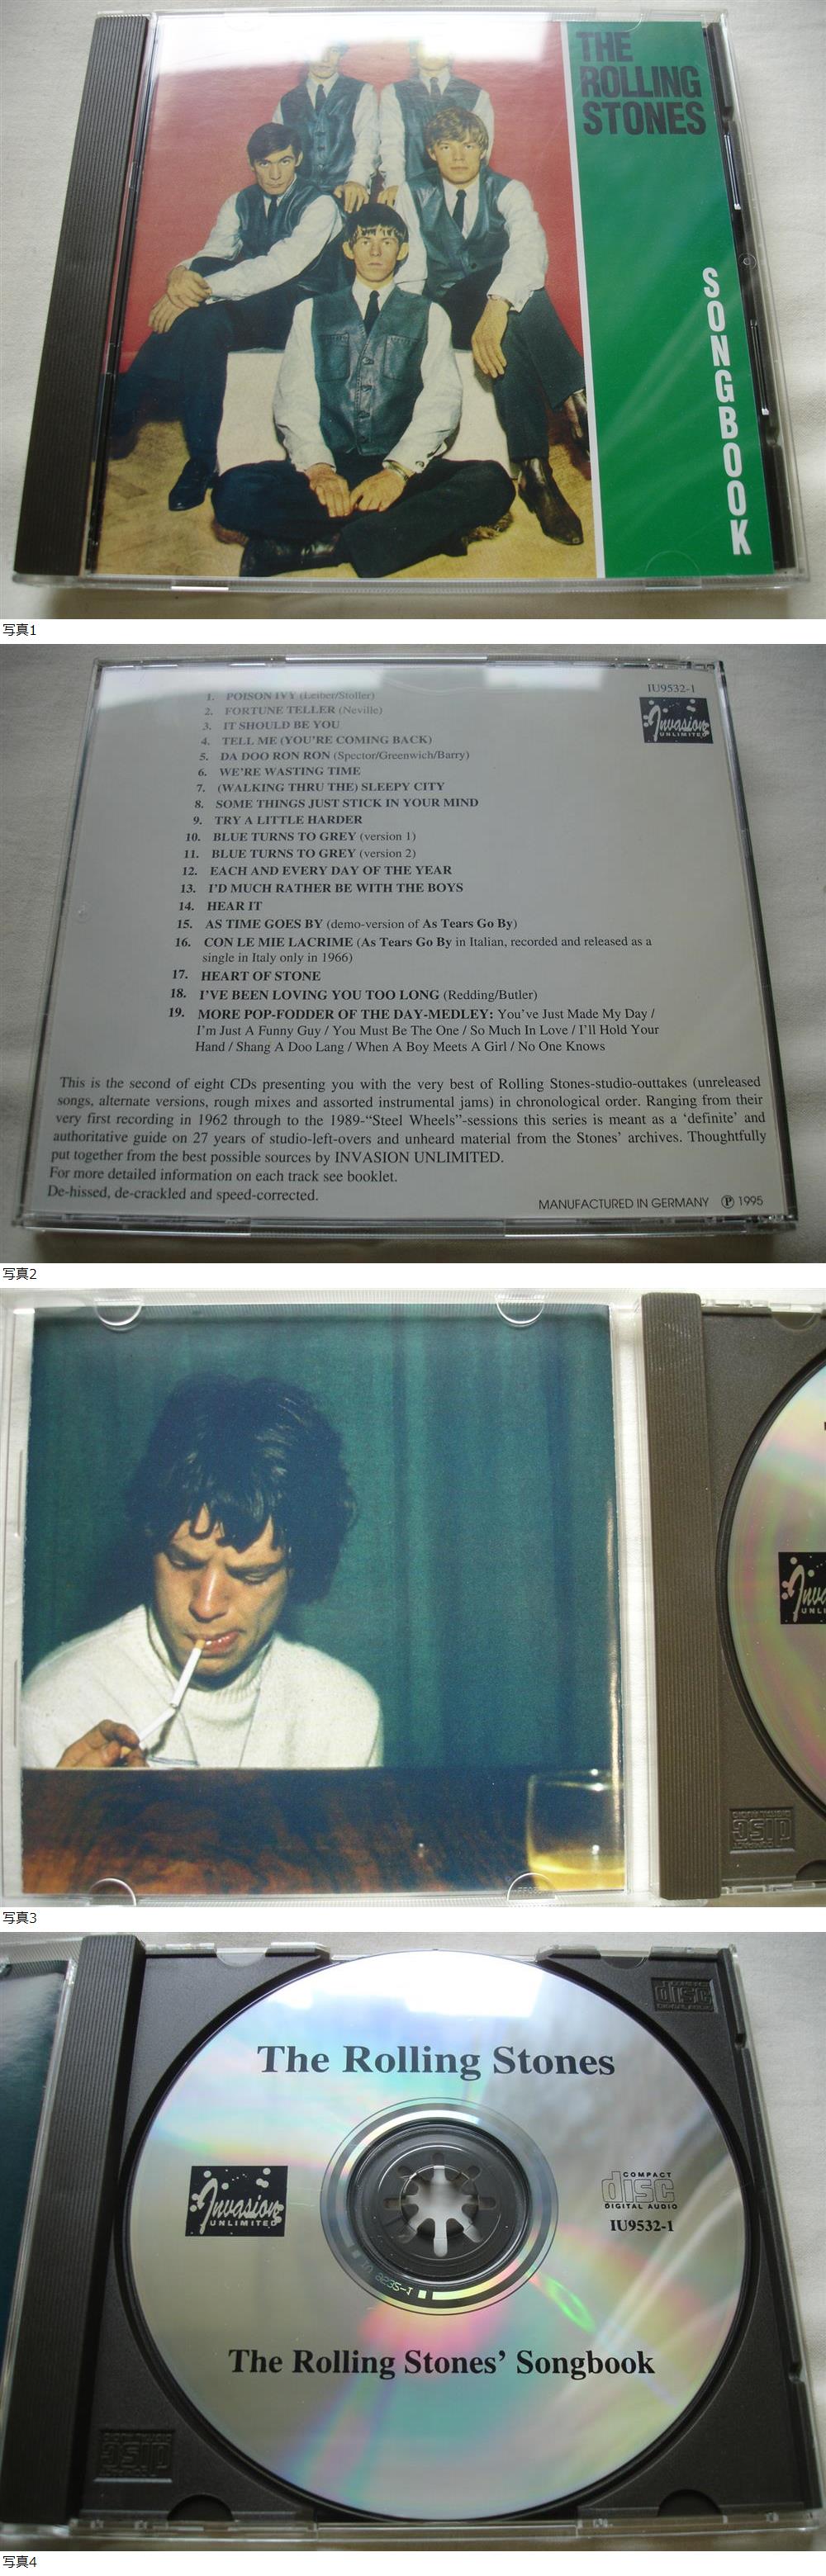 THE
ROLLING
STONES
SONGBOOK
写真1
IU9532-1
Invasion
UNLIMITED
1. POISON IVY (Leiber/Stoller)
2. FORTUNE TELLER (Neville)
3. IT SHOULD BE YOU
4. TELL ME (YOU'RE COMING BACK)
5. DA DOO RON RON (Spector/Greenwich/Barry)
6. WE'RE WASTING TIME
7. (WALKING THRU THE) SLEEPY CITY
8. SOME THINGS JUST STICK IN YOUR MIND
9. TRY A LITTLE HARDER
10. BLUE TURNS TO GREY (version 1)
11. BLUE TURNS TO GREY (version 2)
12. EACH AND EVERY DAY OF THE YEAR
13. I'D MUCH RATHER BE WITH THE BOYS
14. HEAR IT
15. AS TIME GOES BY (demo-version of As Tears Go By)
16. CON LE MIE LACRIME (As Tears Go By in Italian, recorded and released as a
single in Italy only in 1966)
17. HEART OF STONE
18. I'VE BEEN LOVING YOU TOO LONG (Redding/Butler)
19. MORE POP-FODDER OF THE DAY-MEDLEY: You've Just Made My Day /
I'm Just A Funny Guy / You Must Be The One / So Much In Love / I'll Hold Your
Hand / Shang A Doo Lang / When A Boy Meets A Girl / No One Knows
This is the second of eight CDs presenting you with the very best of Rolling Stones-studio-outtakes (unreleased
songs, alternate versions, rough mixes and assorted instrumental jams) in chronological order. Ranging from their
very first recording in 1962 through to the 1989-“Steel Wheels”-sessions this series is meant as a ‘definite’ and
authoritative guide on 27 years of studio-left-overs and unheard material from the Stones' archives. Thoughtfully
put together from the best possible sources by INVASION UNLIMITED.
For more detailed information on each track see booklet.
De-hissed, de-crackled and speed-corrected.
MANUFACTURED IN GERMANY Ⓟ 1995
写真2
disc
写真3
disc
The Rolling Stones
Invasion
UNLIMITED
COMPACT
disc
DIGITAL AUDIO
IU9532-1
The Rolling Stones' Songbook
disc
写真4